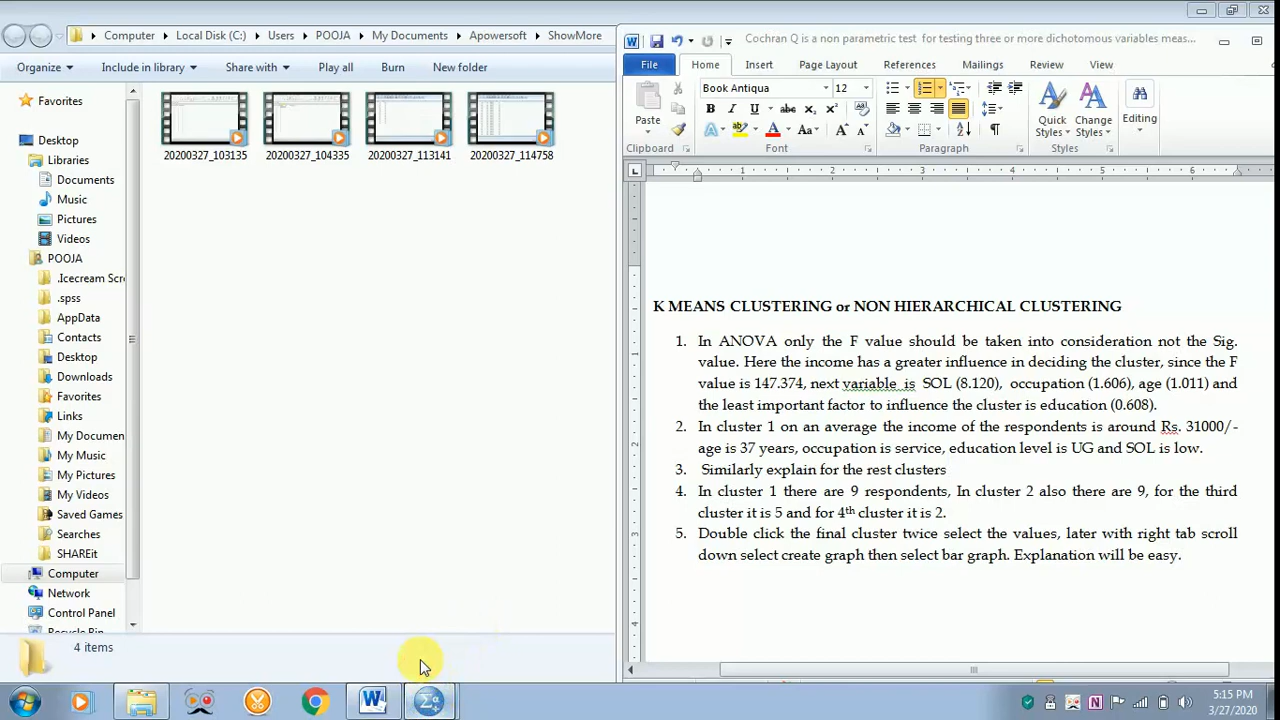 Computer
Local Disk (C:)
Users
POOJA
My Documents
Apowersoft
ShowMore
Organize
Include in library
Share with
Play all
Burn
New folder
Favorites
Desktop
Libraries
Documents
Music
Pictures
Videos
POOJA
.Icecream Scr
.spss
AppData
Contacts
Desktop
Downloads
Favorites
Links
My Documen
My Music
My Pictures
My Videos
Saved Games
Searches
SHAREit
Computer
Network
Control Panel
Recycle Bin
20200327_103135
20200327_104335
20200327_113141
20200327_114758
4 items
Cochran Q is a non parametric test for testing three or more dichotomous variables meas...
File
Home
Insert
Page Layout
References
Mailings
Review
View
Paste
Clipboard
Book Antiqua
12
Font
Paragraph
Quick Styles
Change Styles
Styles
Editing
K MEANS CLUSTERING or NON HIERARCHICAL CLUSTERING
1. In ANOVA only the F value should be taken into consideration not the Sig.
value. Here the income has a greater influence in deciding the cluster, since the F
value is 147.374, next variable is SOL (8.120), occupation (1.606), age (1.011) and
the least important factor to influence the cluster is education (0.608).
2. In cluster 1 on an average the income of the respondents is around Rs. 31000/-
age is 37 years, occupation is service, education level is UG and SOL is low.
3. Similarly explain for the rest clusters
4. In cluster 1 there are 9 respondents, In cluster 2 also there are 9, for the third
cluster it is 5 and for 4th cluster it is 2.
5. Double click the final cluster twice select the values, later with right tab scroll
down select create graph then select bar graph. Explanation will be easy.
5:15 PM
3/27/2020